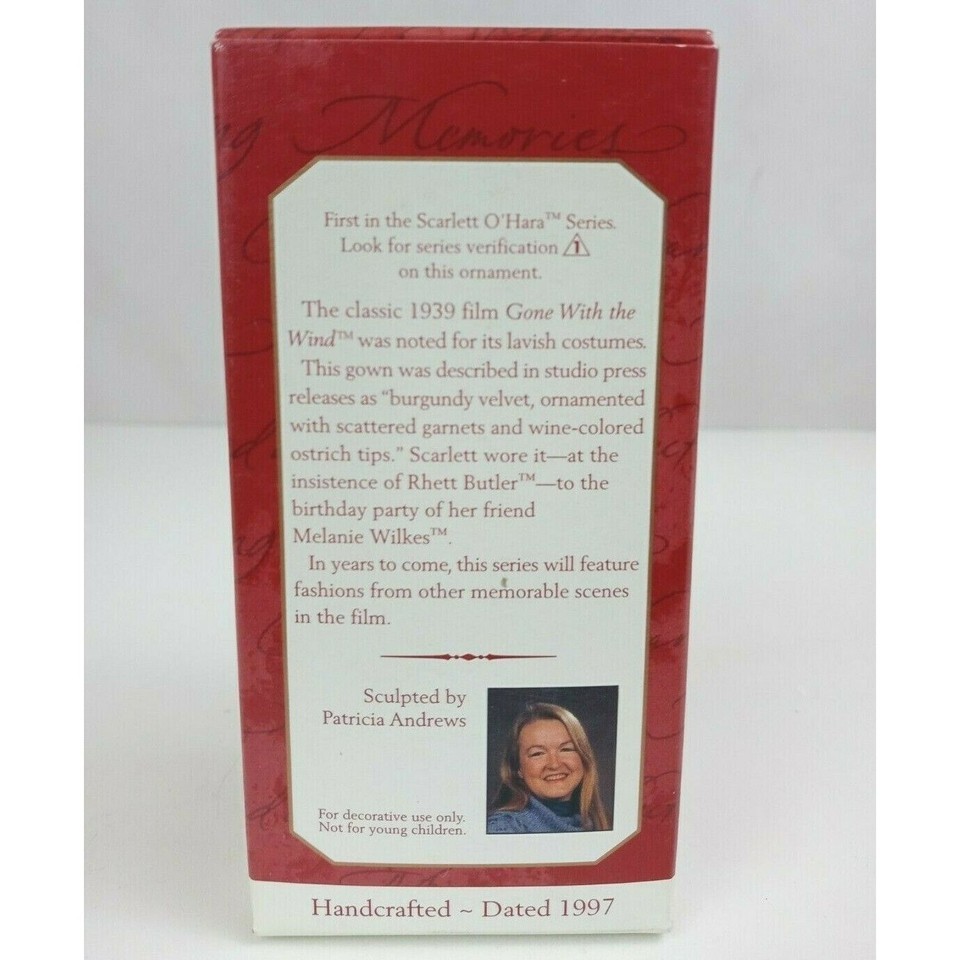 Memories
First in the Scarlett O'Hara™ Series.
Look for series verification 1
on this ornament.
The classic 1939 film Gone With the
Wind™ was noted for its lavish costumes.
This gown was described in studio press
releases as "burgundy velvet, ornamented
with scattered garnets and wine-colored
ostrich tips." Scarlett wore it—at the
insistence of Rhett Butler™—to the
birthday party of her friend
Melanie Wilkes™.
In years to come, this series will feature
fashions from other memorable scenes
in the film.
Sculpted by
Patricia Andrews
For decorative use only.
Not for young children.
Handcrafted ~ Dated 1997